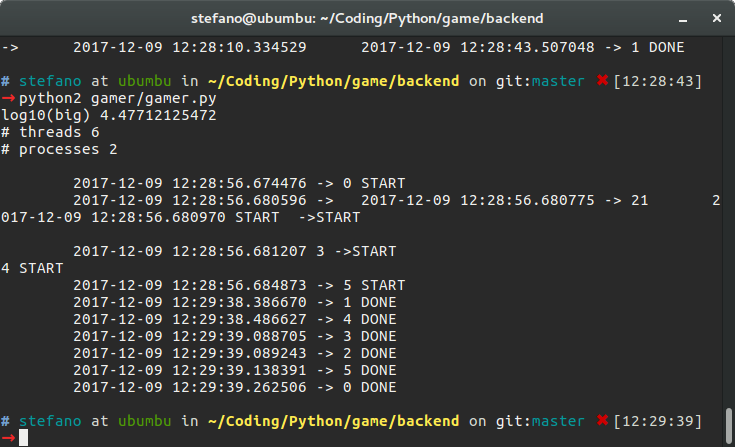 stefano@ubumbu: ~/Coding/Python/game/backend
->      2017-12-09 12:28:10.334529      2017-12-09 12:28:43.507048 -> 1 DONE
# stefano at ubumbu in ~/Coding/Python/game/backend on git:master ✖ [12:28:43]
→ python2 gamer/gamer.py
log10(big) 4.47712125472
# threads 6
# processes 2
        2017-12-09 12:28:56.674476 -> 0 START
        2017-12-09 12:28:56.680596 ->   2017-12-09 12:28:56.680775 -> 21       2
017-12-09 12:28:56.680970 START  ->START
        2017-12-09 12:28:56.681207 3 ->START
4 START
        2017-12-09 12:28:56.684873 -> 5 START
        2017-12-09 12:29:38.386670 -> 1 DONE
        2017-12-09 12:29:38.486627 -> 4 DONE
        2017-12-09 12:29:39.088705 -> 3 DONE
        2017-12-09 12:29:39.089243 -> 2 DONE
        2017-12-09 12:29:39.138391 -> 5 DONE
        2017-12-09 12:29:39.262506 -> 0 DONE
# stefano at ubumbu in ~/Coding/Python/game/backend on git:master ✖ [12:29:39]
→